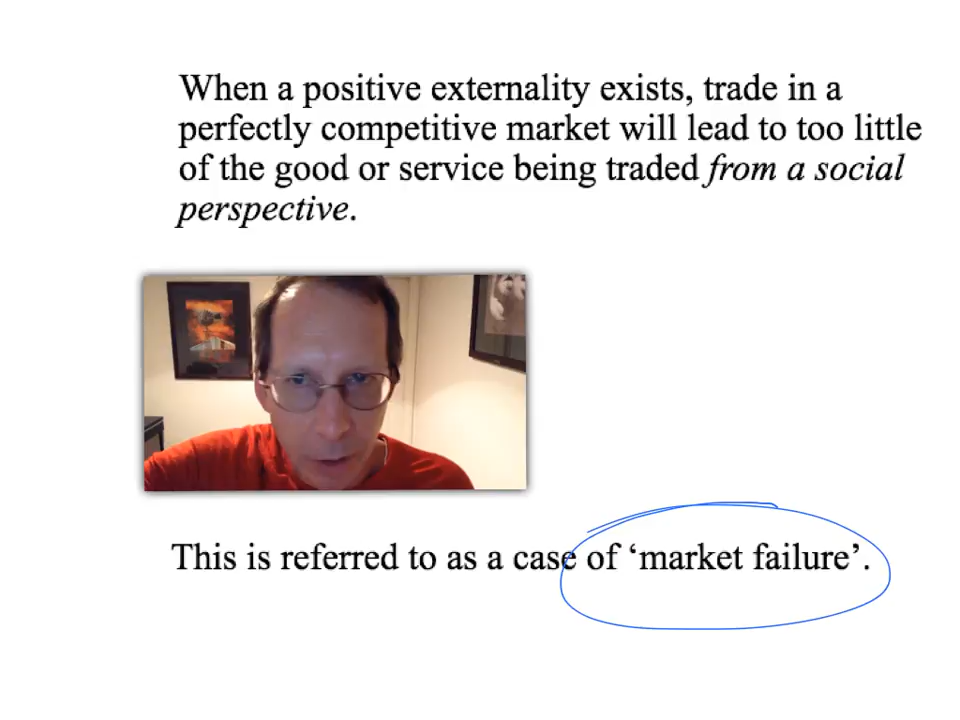 When a positive externality exists, trade in a
perfectly competitive market will lead to too little
of the good or service being traded from a social
perspective.
This is referred to as a case of ‘market failure’.